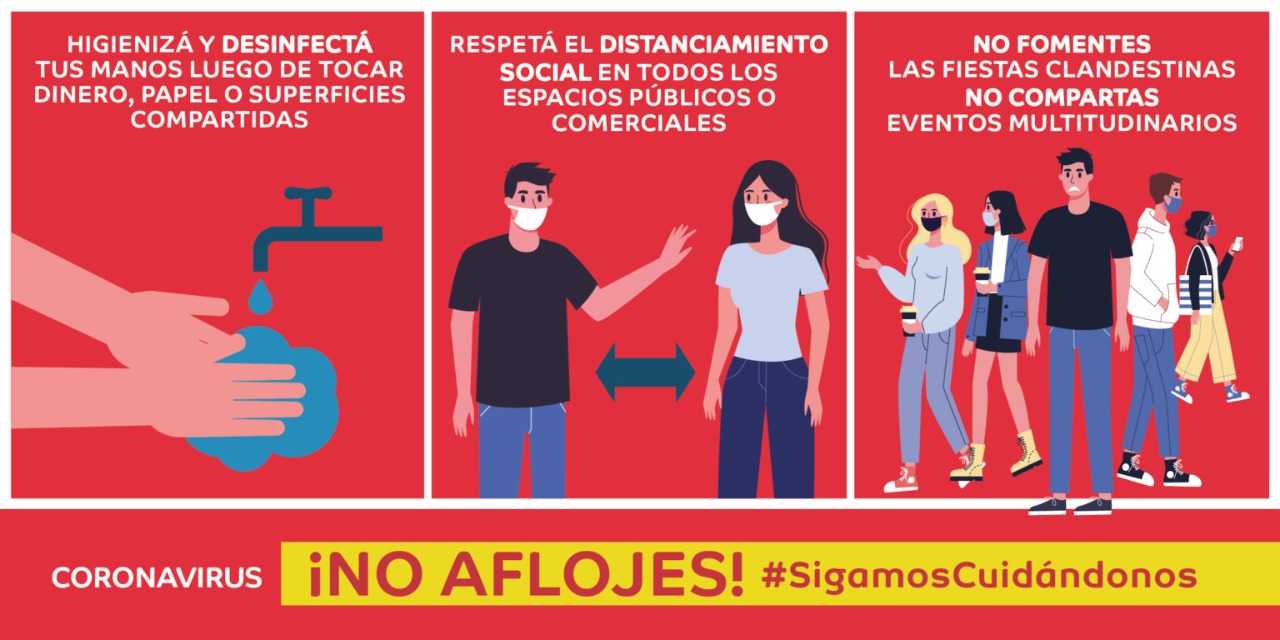 HIGIENIZÁ Y DESINFECTÁ
TUS MANOS LUEGO DE TOCAR
DINERO, PAPEL O SUPERFICIES
COMPARTIDAS
RESPETÁ EL DISTANCIAMIENTO
SOCIAL EN TODOS LOS
ESPACIOS PÚBLICOS O
COMERCIALES
NO FOMENTES
LAS FIESTAS CLANDESTINAS
NO COMPARTAS
EVENTOS MULTITUDINARIOS
CORONAVIRUS
¡NO AFLOJES! #SigamosCuidándonos